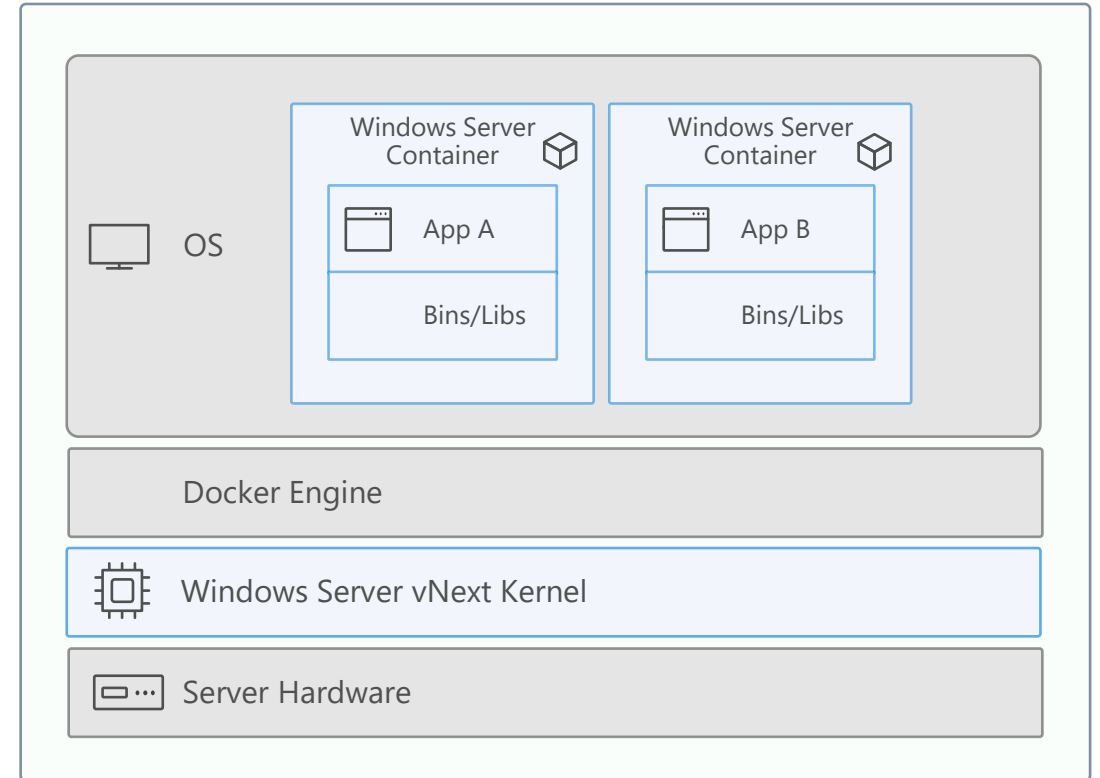 Windows Server
Container
Windows Server
Container
OS
App A
App B
Bins/Libs
Bins/Libs
Docker Engine
Windows Server vNext Kernel
Server Hardware